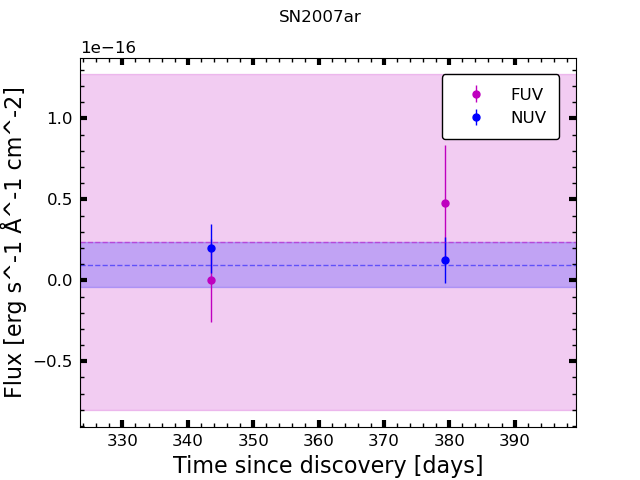 SN2007ar
1e−16
FUV
NUV
1.0
0.5
0.0
−0.5
Flux [erg s^-1 Å^-1 cm^-2]
330 340 350 360 370 380 390
Time since discovery [days]